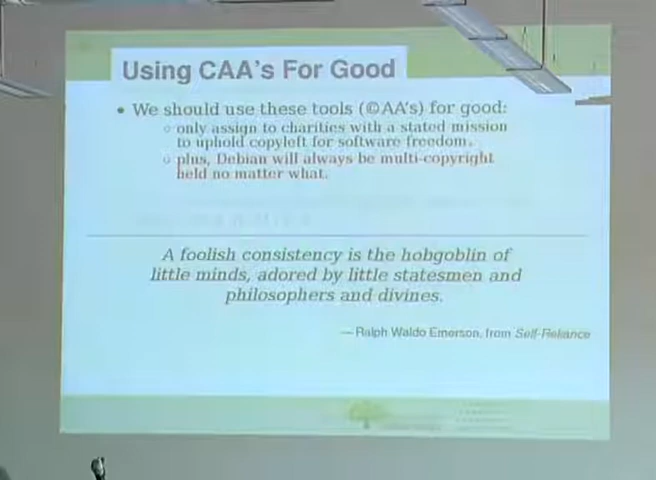 Using CAA's For Good
• We should use these tools (©AA's) for good:
○ only assign to charities with a stated mission
to uphold copyleft for software freedom.
○ plus, Debian will always be multi-copyright
held no matter what.
A foolish consistency is the hobgoblin of
little minds, adored by little statesmen and
philosophers and divines.
— Ralph Waldo Emerson, from Self-Reliance